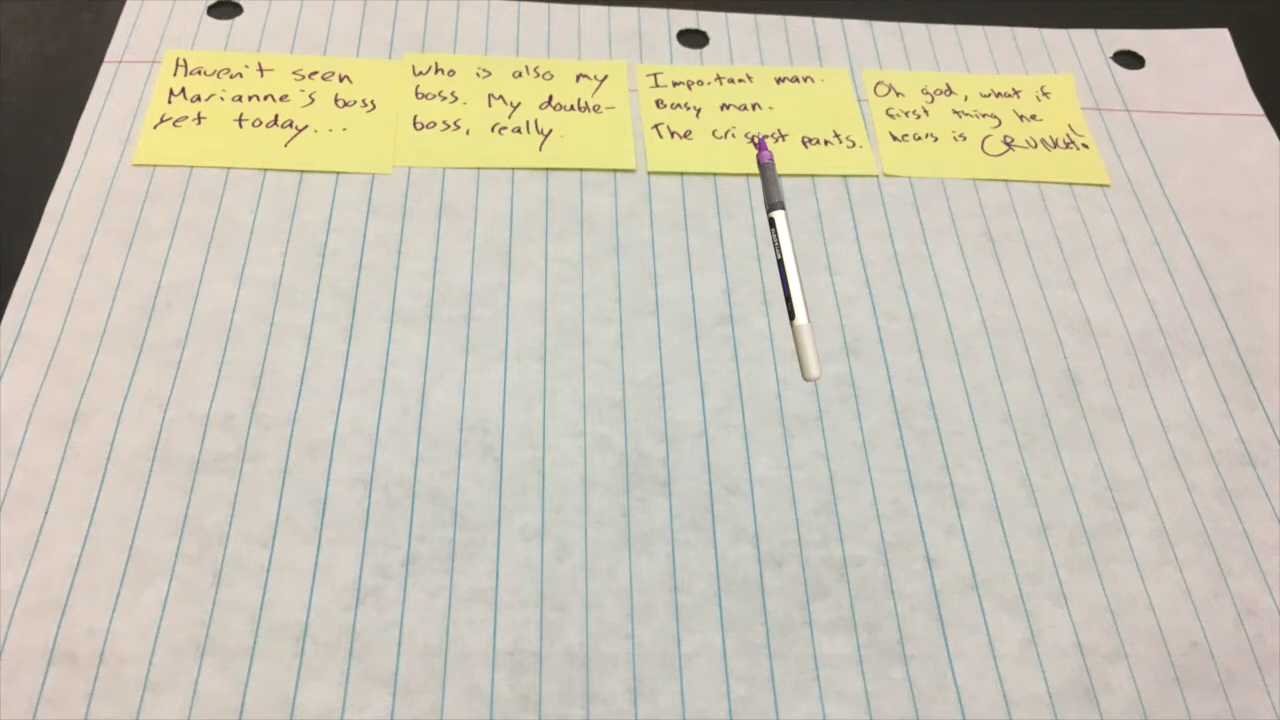 Haven't seen
Marianne's boss
yet today...
Who is also my
boss. My double-
boss, really.
Important man.
Busy man.
The crispest pants.
Oh god, what if
first thing he
hears is CRUNCH!